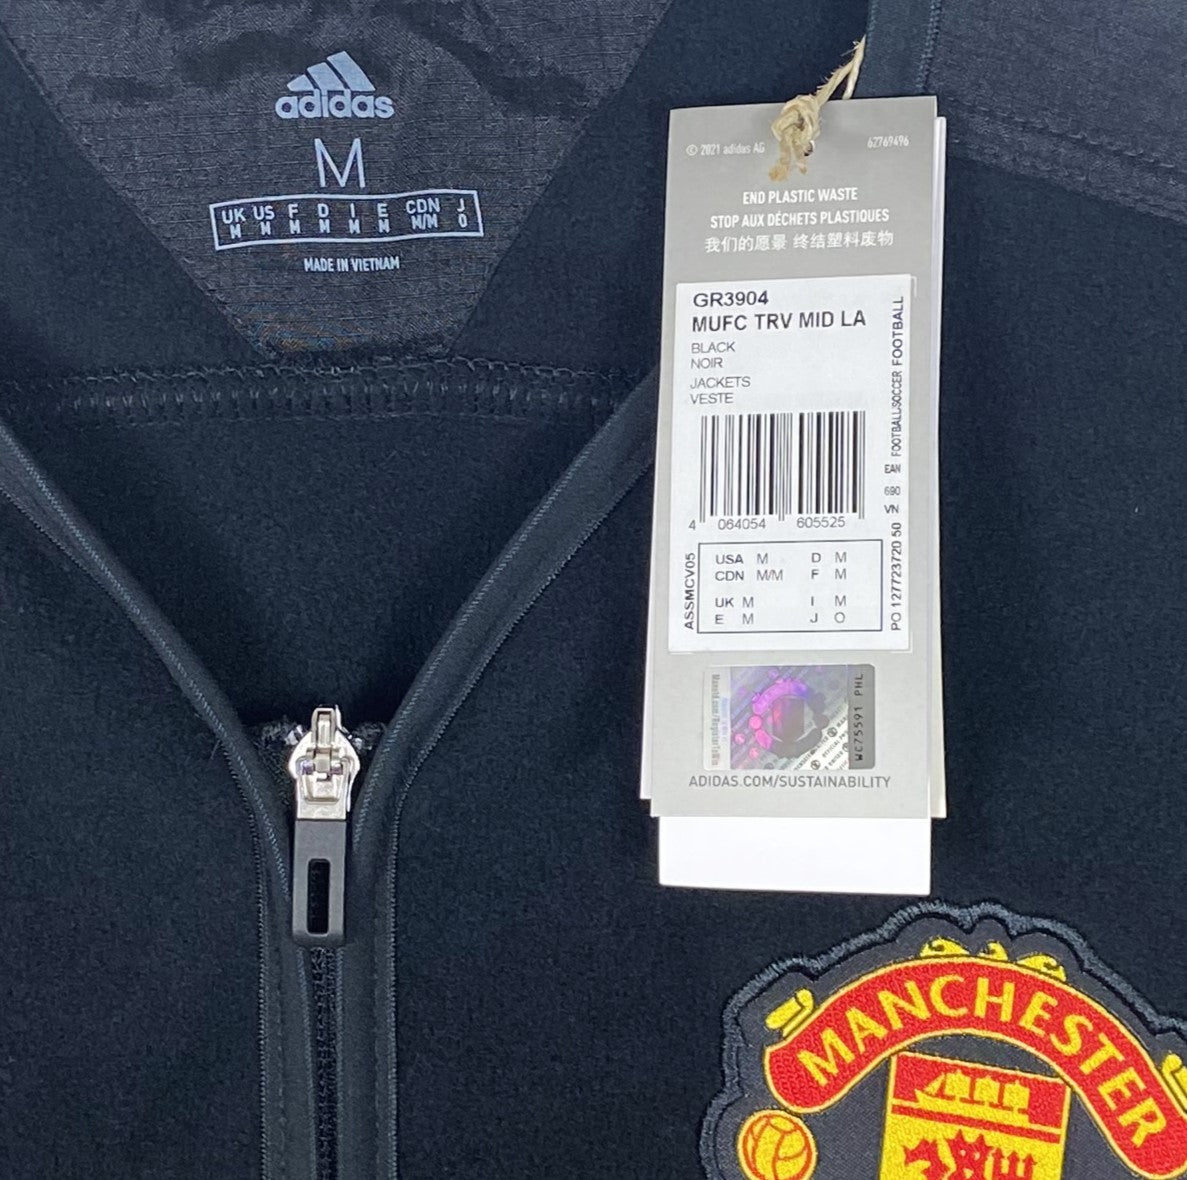 adidas
M
UK US F D I E CDN J
M M M M M M M/M O
MADE IN VIETNAM
© 2021 adidas AG
62769496
END PLASTIC WASTE
STOP AUX DÉCHETS PLASTIQUES
我们的愿景 终结塑料废物
GR3904
MUFC TRV MID LA
BLACK
NOIR
JACKETS
VESTE
4 064054 605525
USA M D M
CDN M/M F M
UK M I M
E M J O
ASSMCV05
FOOTBALL/SOCCER FOOTBALL
EAN
690
VN
PO 0127723720 50
WC75591 PHL
ADIDAS.COM/SUSTAINABILITY
MANCHESTER